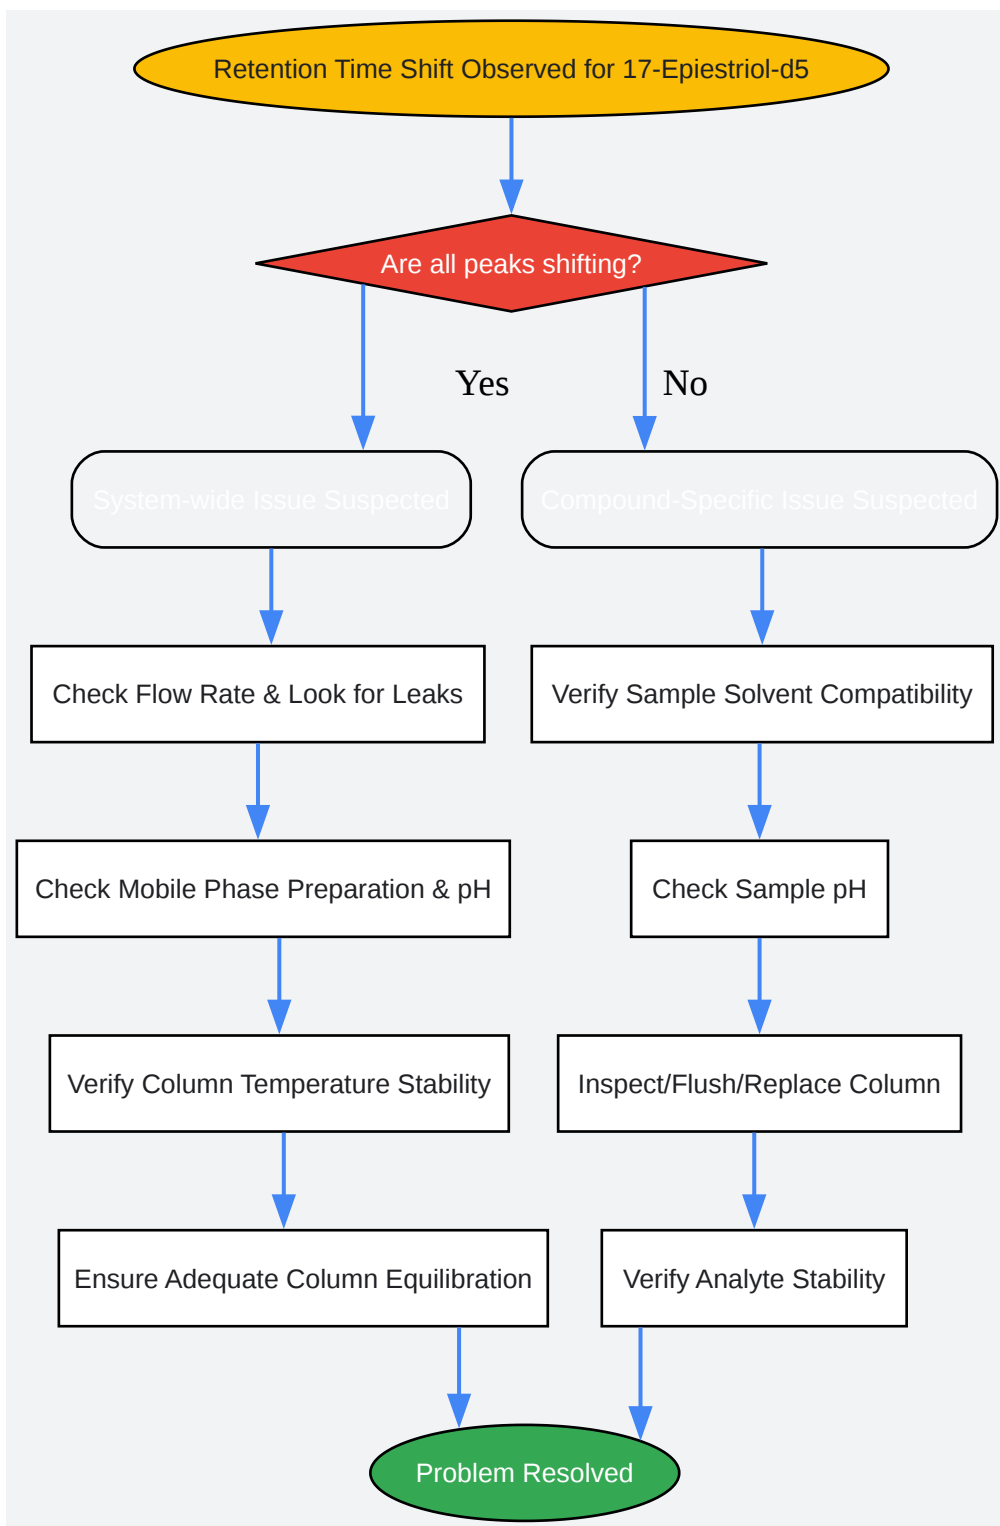 Retention Time Shift Observed for 17-Epiestriol-d5
Are all peaks shifting?
Yes
No
System-wide Issue Suspected
Compound-Specific Issue Suspected
Check Flow Rate & Look for Leaks
Verify Sample Solvent Compatibility
Check Mobile Phase Preparation & pH
Check Sample pH
Verify Column Temperature Stability
Inspect/Flush/Replace Column
Ensure Adequate Column Equilibration
Verify Analyte Stability
Problem Resolved